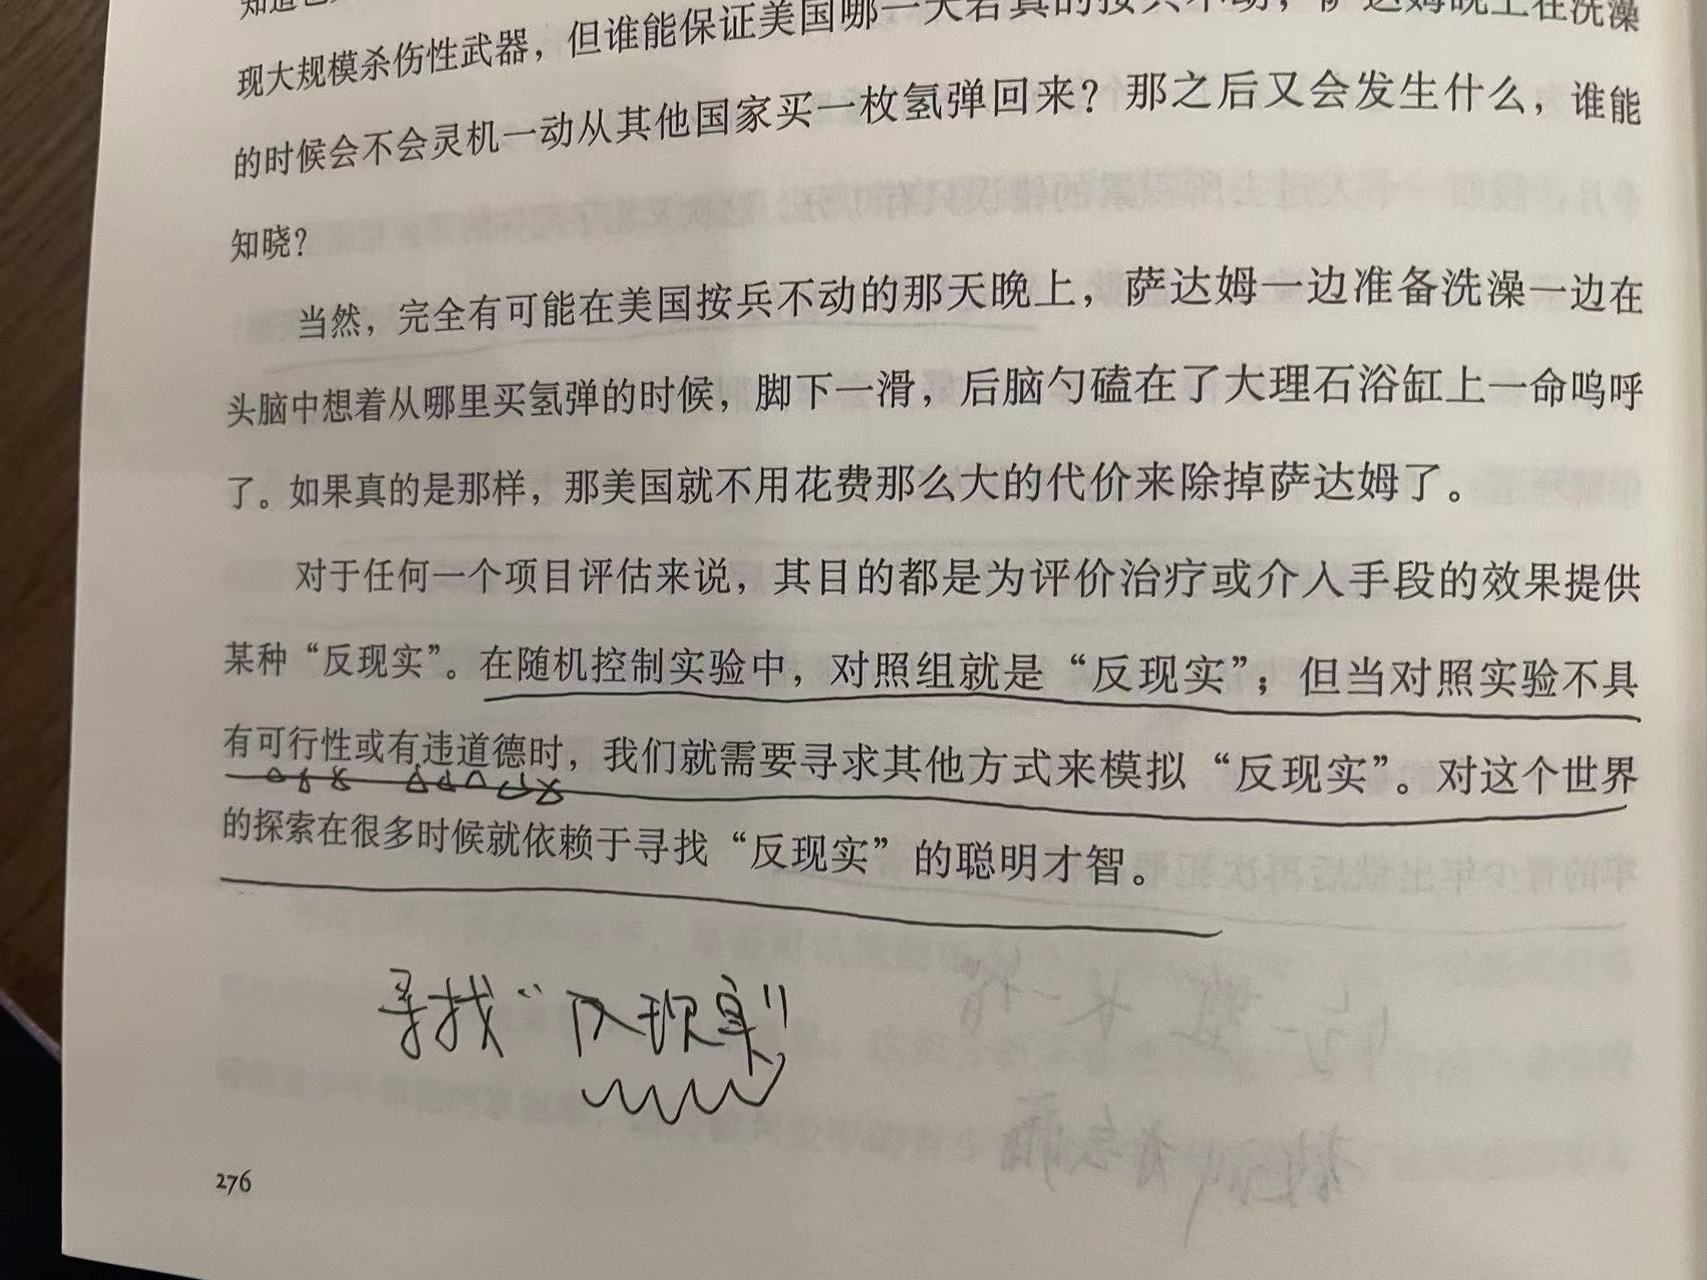 现大规模杀伤性武器，但谁能保证美国哪一天若真的按兵不动，萨达姆晚上在洗澡
的时候会不会灵机一动从其他国家买一枚氢弹回来？那之后又会发生什么，谁能
知晓？
当然，完全有可能在美国按兵不动的那天晚上，萨达姆一边准备洗澡一边在
头脑中想着从哪里买氢弹的时候，脚下一滑，后脑勺磕在了大理石浴缸上一命呜呼
了。如果真的是那样，那美国就不用花费那么大的代价来除掉萨达姆了。
对于任何一个项目评估来说，其目的都是为评价治疗或介入手段的效果提供
某种“反现实”。在随机控制实验中，对照组就是“反现实”；但当对照实验不具
有可行性或有违道德时，我们就需要寻求其他方式来模拟“反现实”。对这个世界
的探索在很多时候就依赖于寻找“反现实”的聪明才智。
寻找“反现实”
276